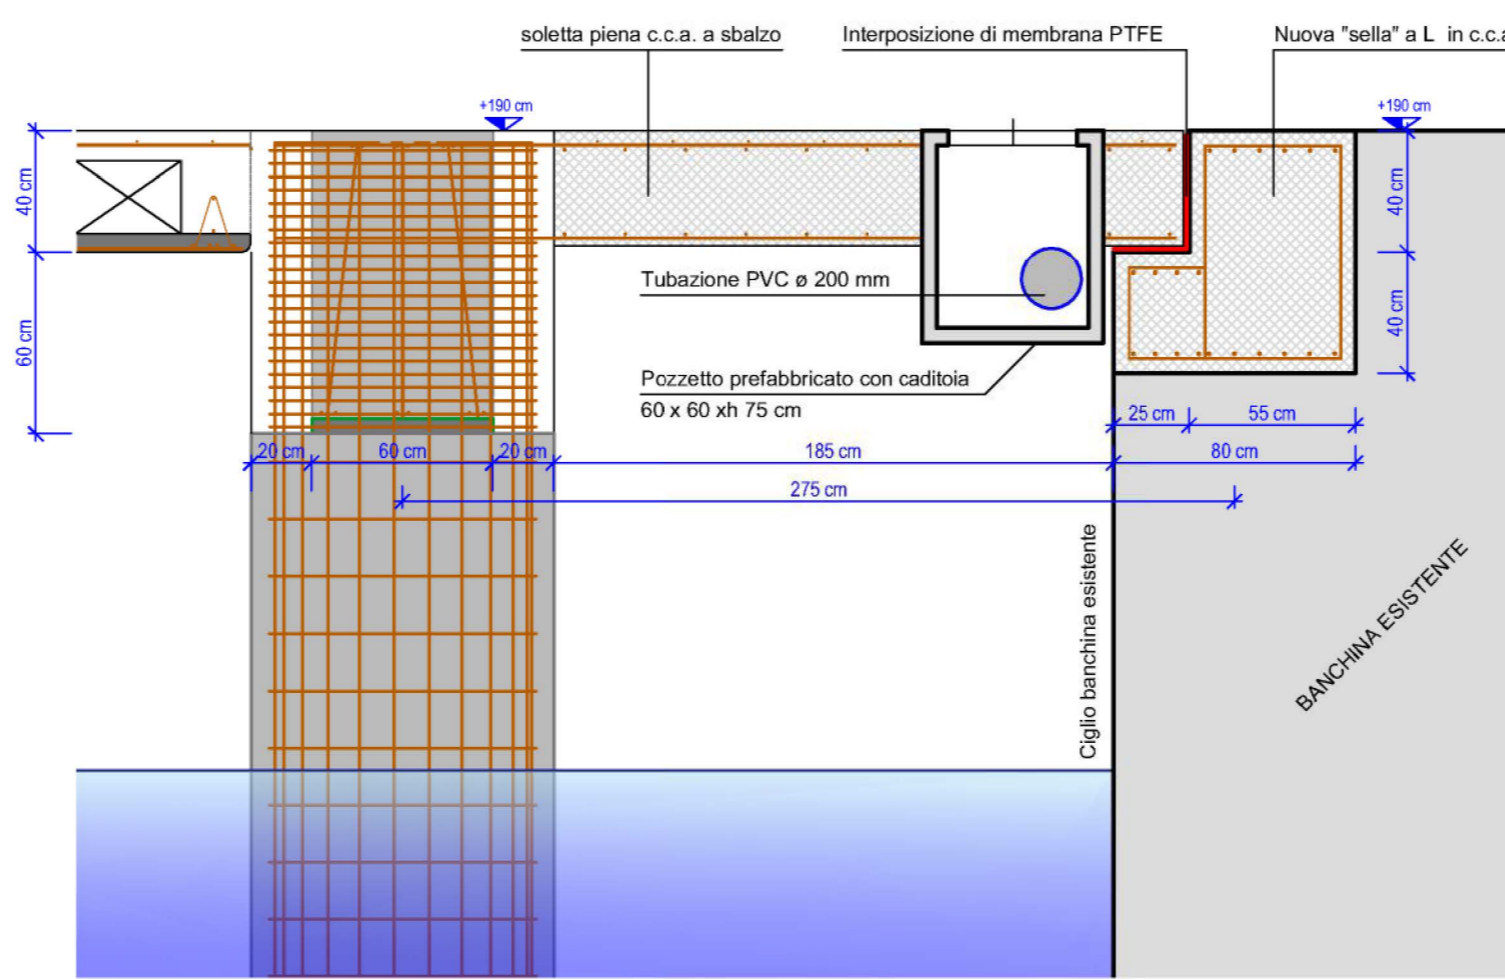 soletta piena c.c.a. a sbalzo
Interposizione di membrana PTFE
Nuova "sella" a L in c.c.a
+190 cm
+190 cm
40 cm
60 cm
40 cm
40 cm
Tubazione PVC ø 200 mm
Pozzetto prefabbricato con caditoia
60 x 60 xh 75 cm
25 cm
55 cm
20 cm
60 cm
20 cm
185 cm
80 cm
275 cm
Ciglio banchina esistente
BANCHINA ESISTENTE